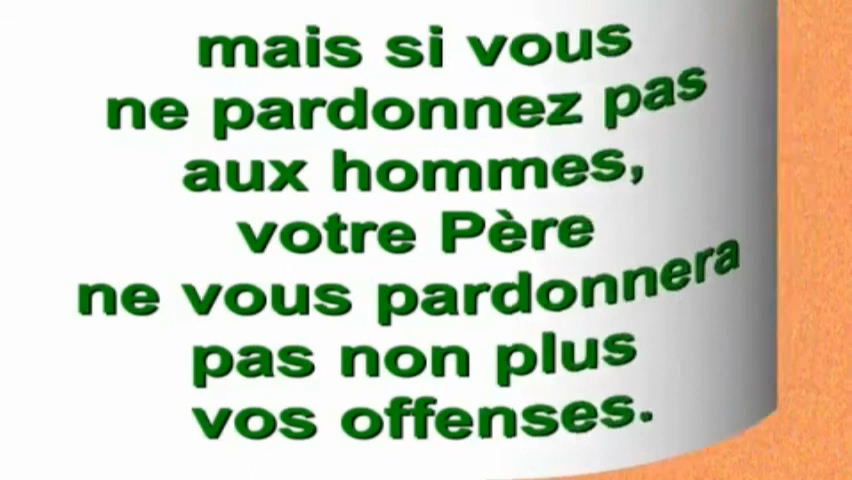 mais si vous
ne pardonnez pas
aux hommes,
votre Père
ne vous pardonnera
pas non plus
vos offenses.